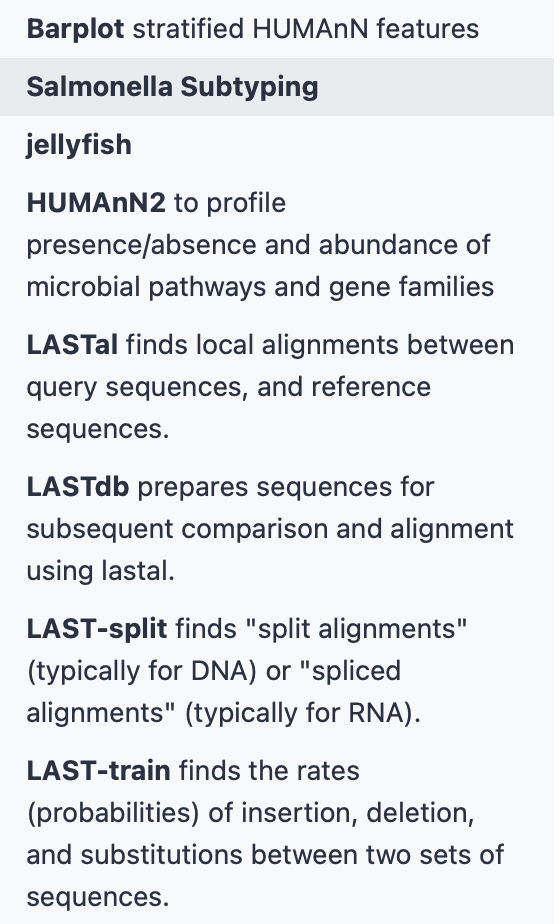 Barplot stratified HUMAnN features
Salmonella Subtyping
jellyfish
HUMAnN2 to profile
presence/absence and abundance of
microbial pathways and gene families
LASTal finds local alignments between
query sequences, and reference
sequences.
LASTdb prepares sequences for
subsequent comparison and alignment
using lastal.
LAST-split finds "split alignments"
(typically for DNA) or "spliced
alignments" (typically for RNA).
LAST-train finds the rates
(probabilities) of insertion, deletion,
and substitutions between two sets of
sequences.